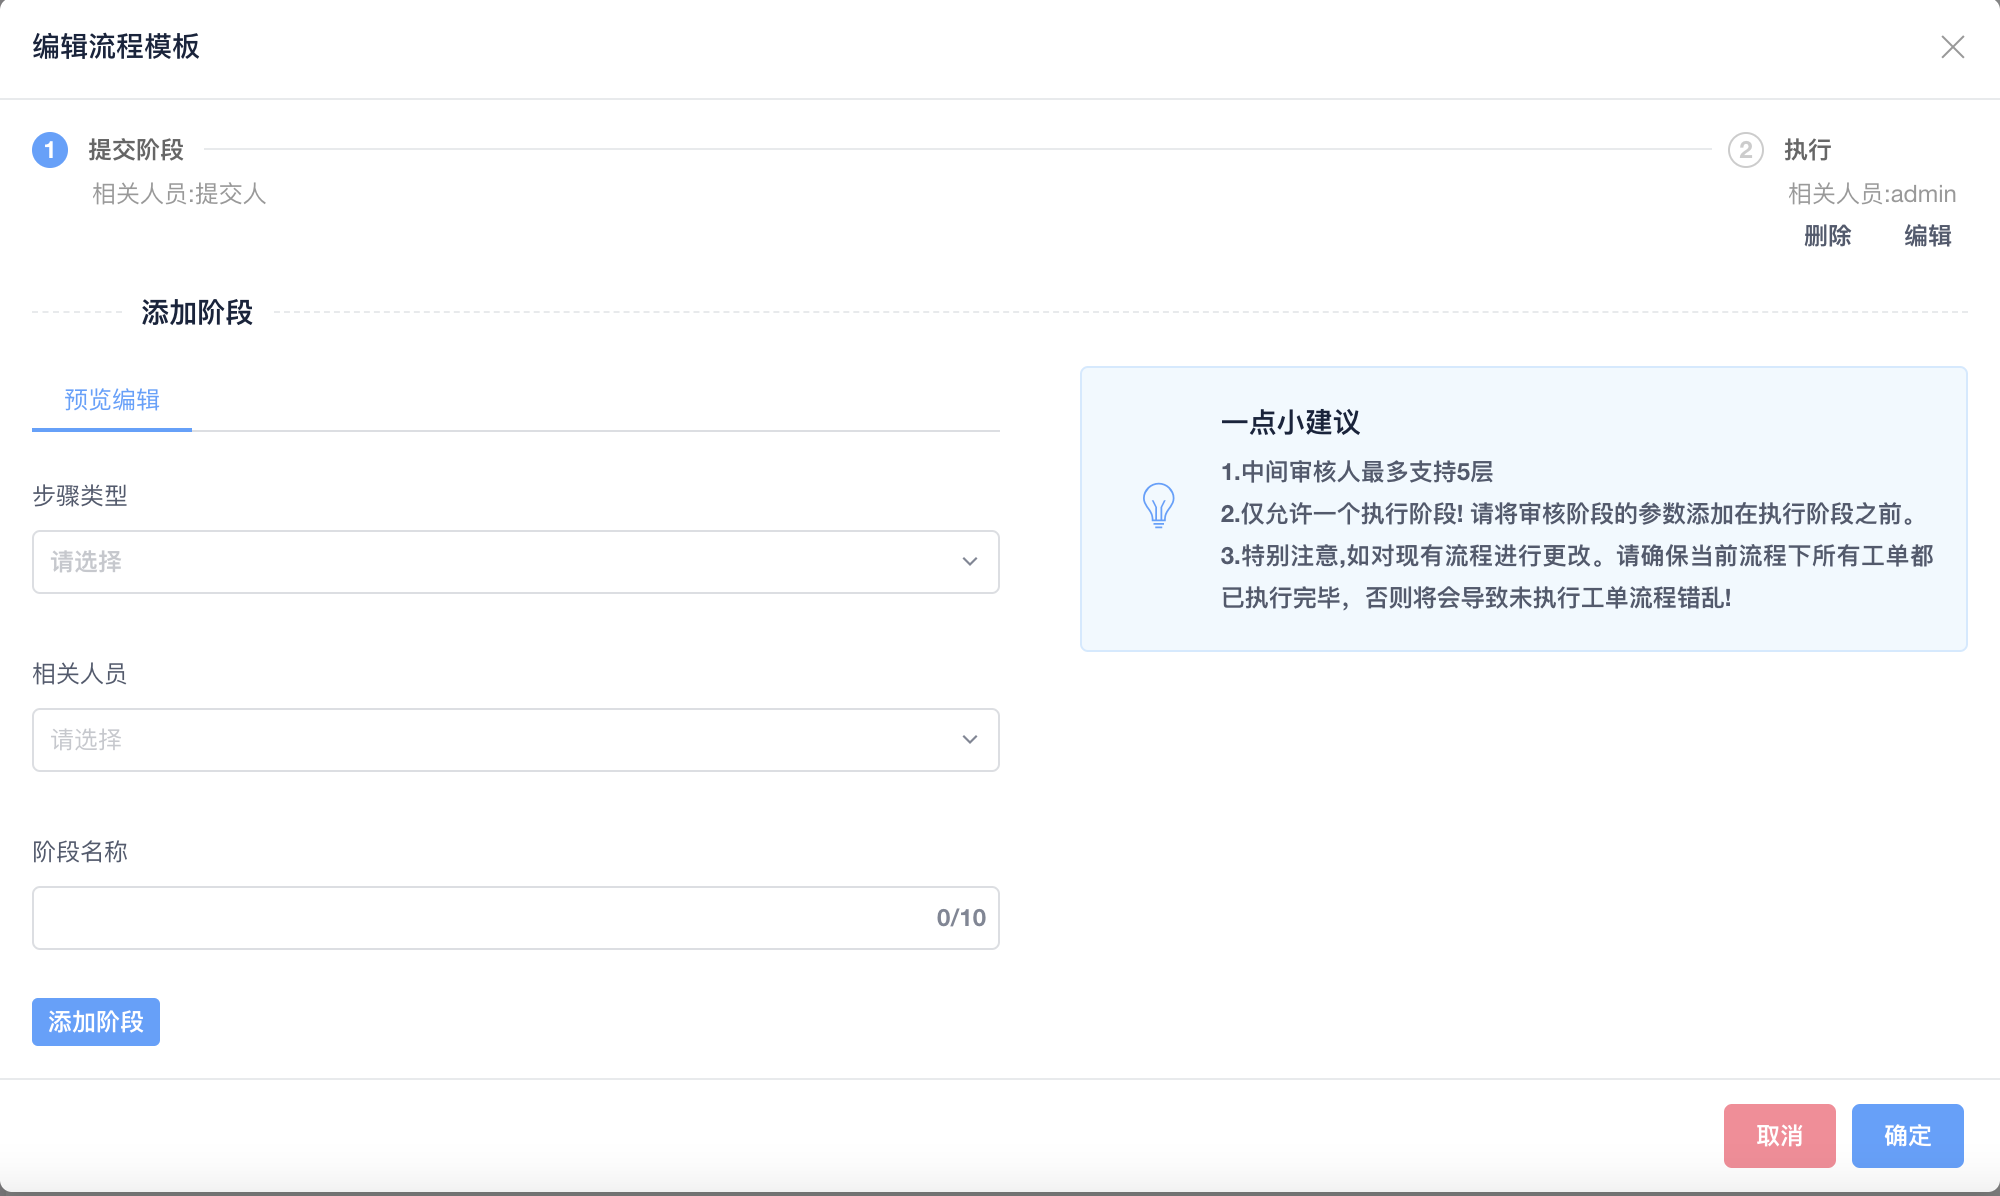 编辑流程模板
1 提交阶段
相关人员:提交人
2 执行
相关人员:admin
删除 编辑
添加阶段
预览编辑
步骤类型
请选择
相关人员
请选择
阶段名称
0/10
添加阶段
一点小建议
1.中间审核人最多支持5层
2.仅允许一个执行阶段! 请将审核阶段的参数添加在执行阶段之前。
3.特别注意,如对现有流程进行更改。请确保当前流程下所有工单都
已执行完毕，否则将会导致未执行工单流程错乱!
取消 确定